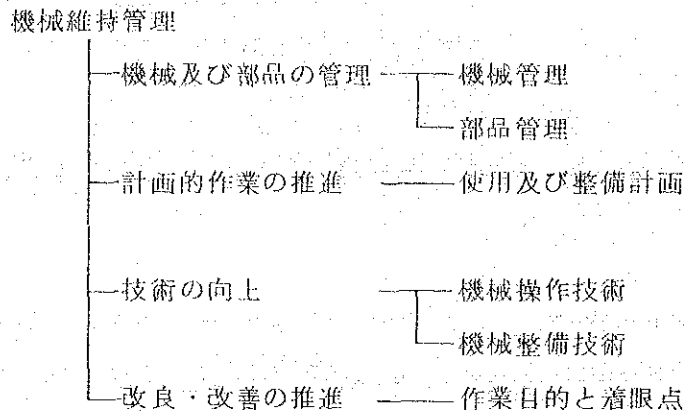 機械維持管理
機械及び部品の管理 機械管理
部品管理
計画的作業の推進 使用及び整備計画
技術の向上 機械操作技術
機械整備技術
改良・改善の推進 作業目的と着眼点